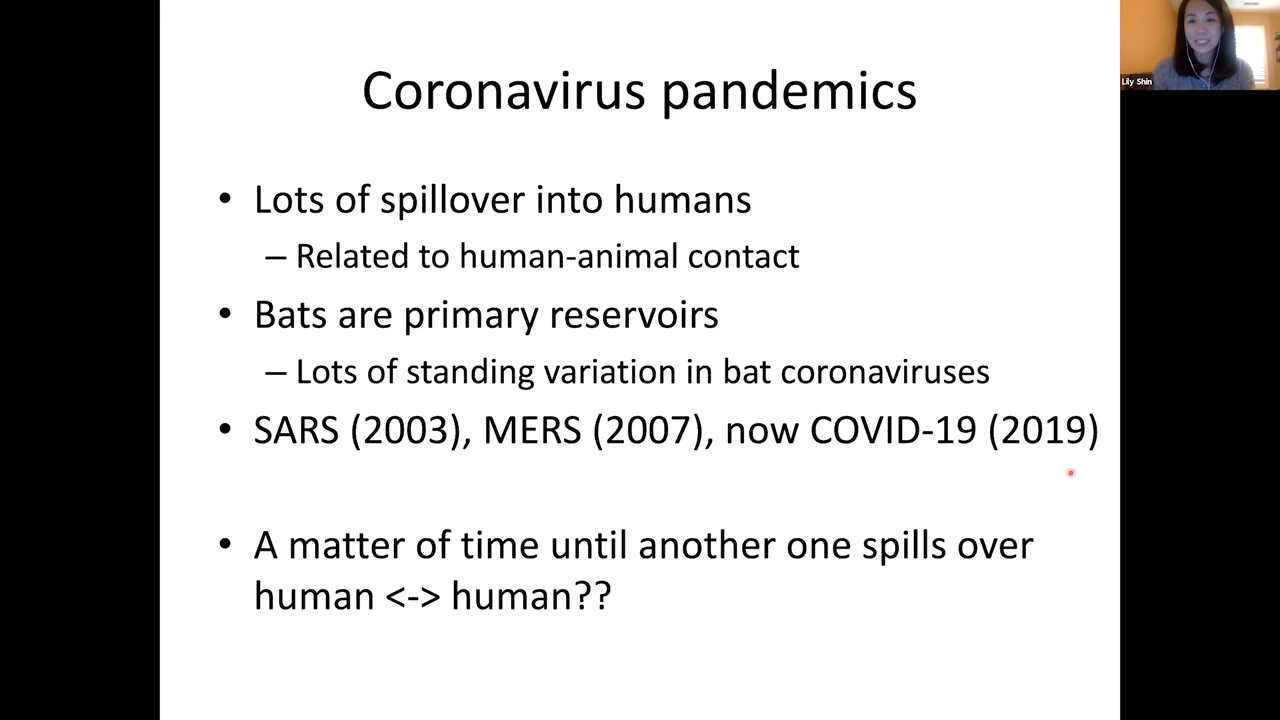 Coronavirus pandemics
Lily Shin
• Lots of spillover into humans
– Related to human-animal contact
• Bats are primary reservoirs
– Lots of standing variation in bat coronaviruses
• SARS (2003), MERS (2007), now COVID-19 (2019)
• A matter of time until another one spills over
human <-> human??